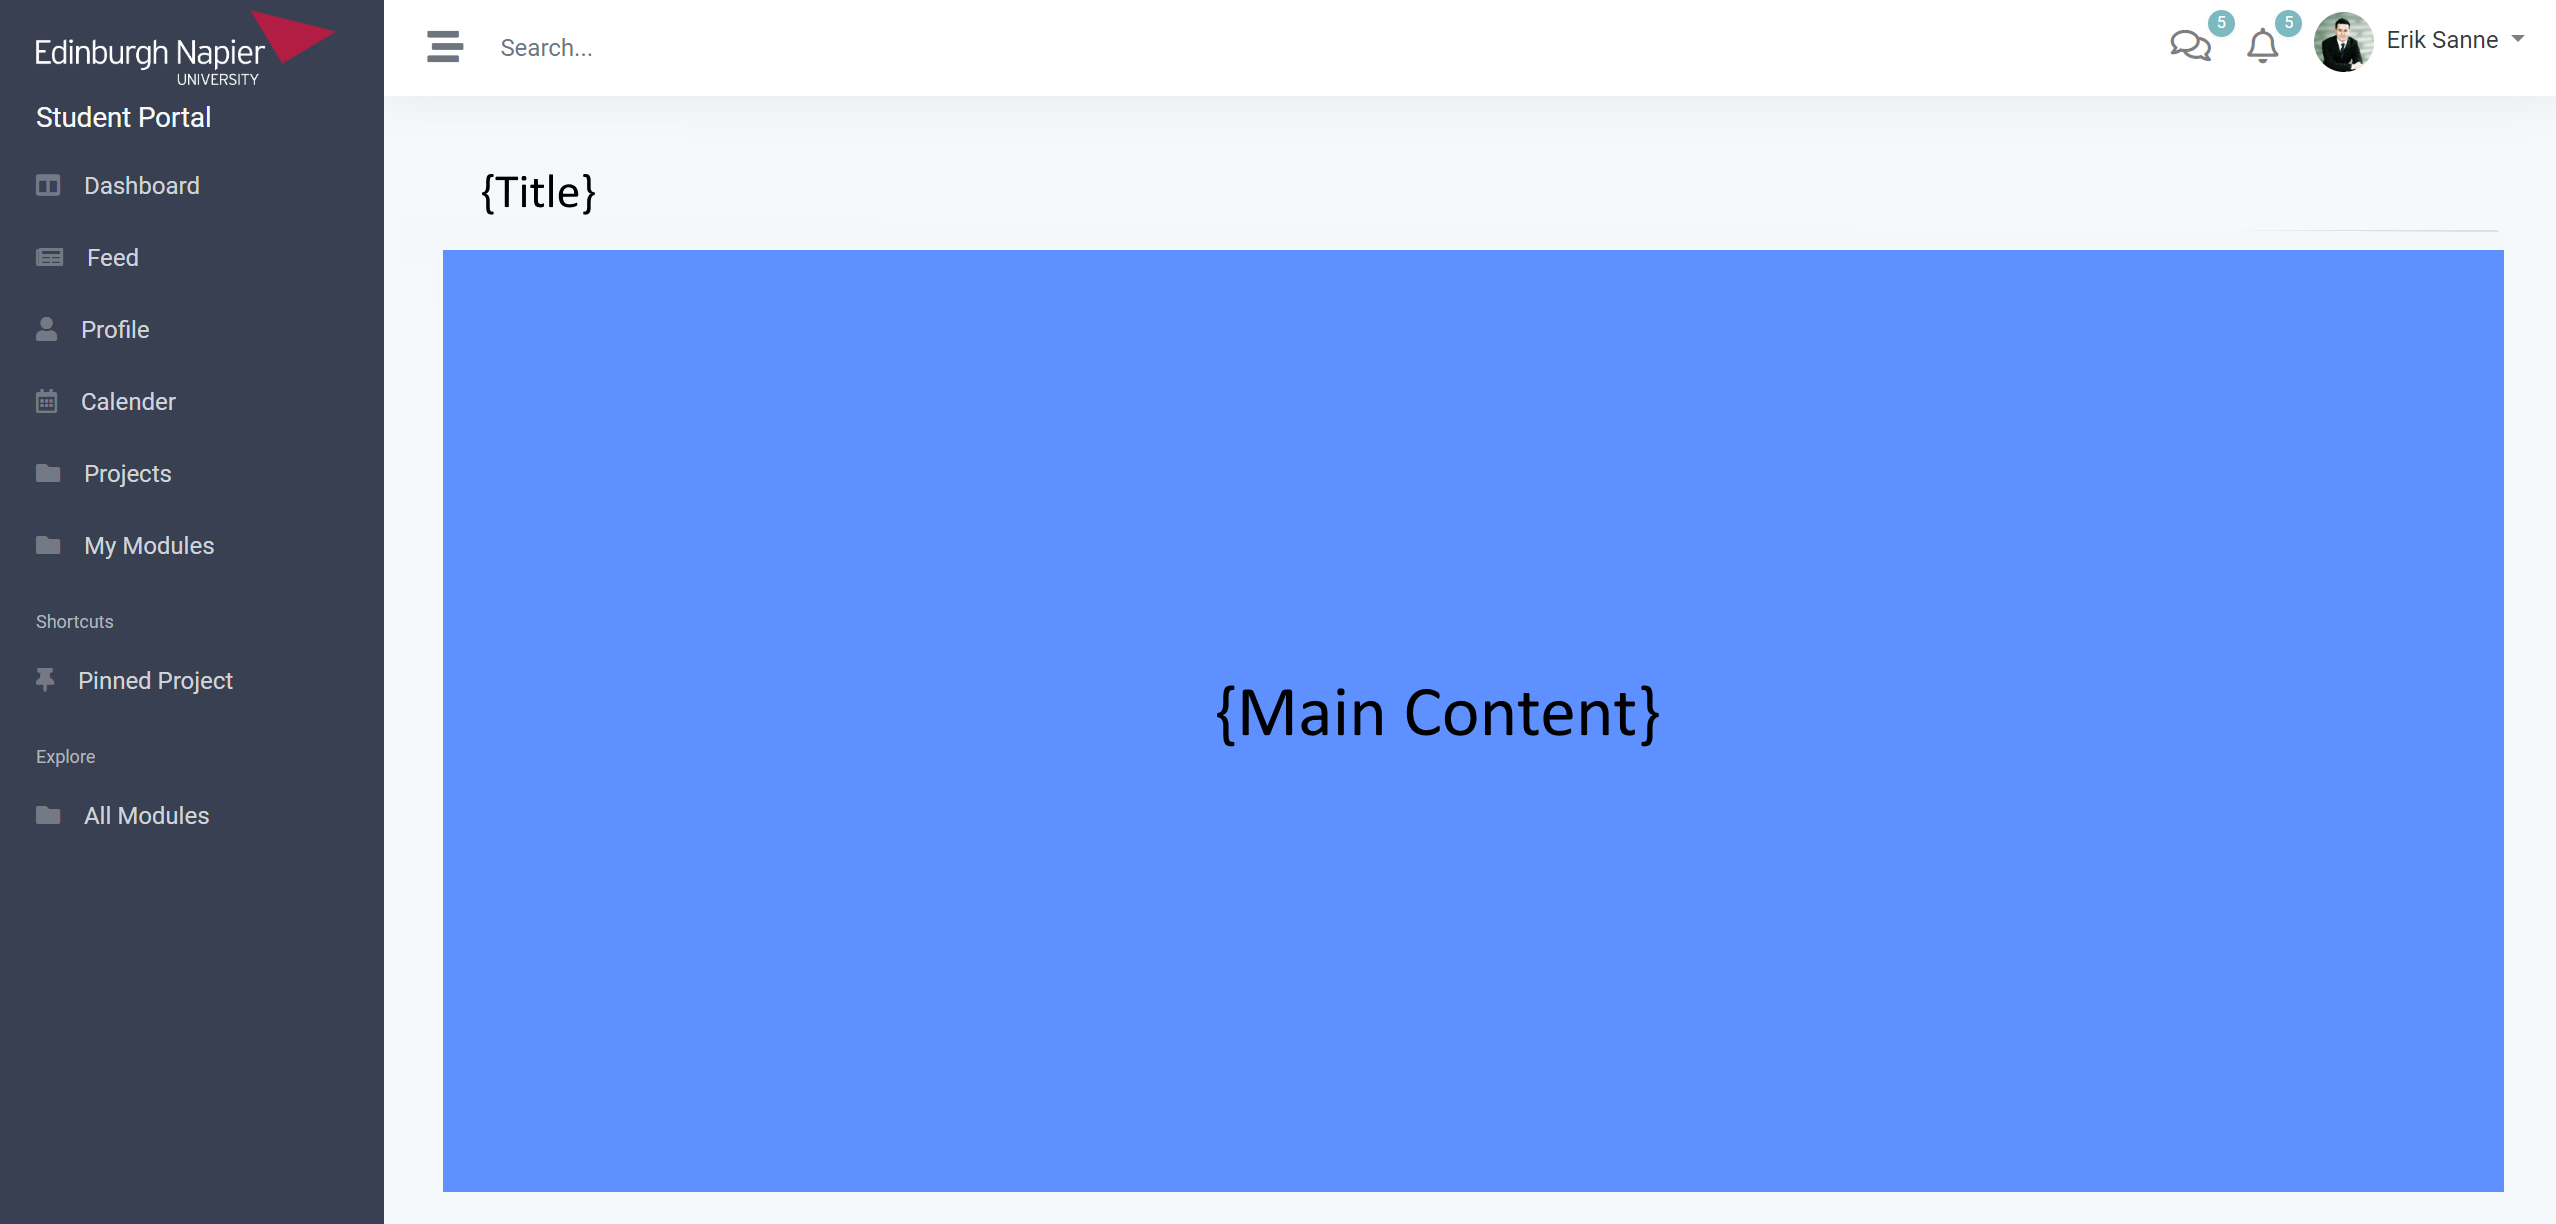 Edinburgh Napier
UNIVERSITY
Student Portal
Dashboard
Feed
Profile
Calender
Projects
My Modules
Shortcuts
Pinned Project
Explore
All Modules
Search...
5
5
Erik Sanne
{Title}
{Main Content}